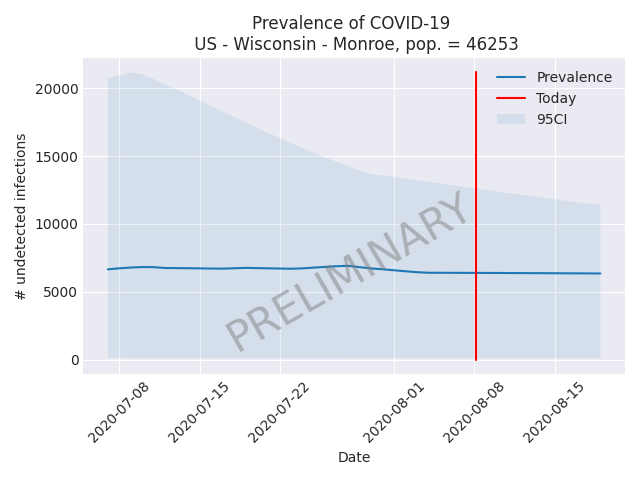 Prevalence of COVID-19
US - Wisconsin - Monroe, pop. = 46253
# undetected infections
20000
15000
10000
5000
0
Prevalence
Today
95CI
PRELIMINARY
2020-07-08
2020-07-15
2020-07-22
2020-08-01
2020-08-08
2020-08-15
Date